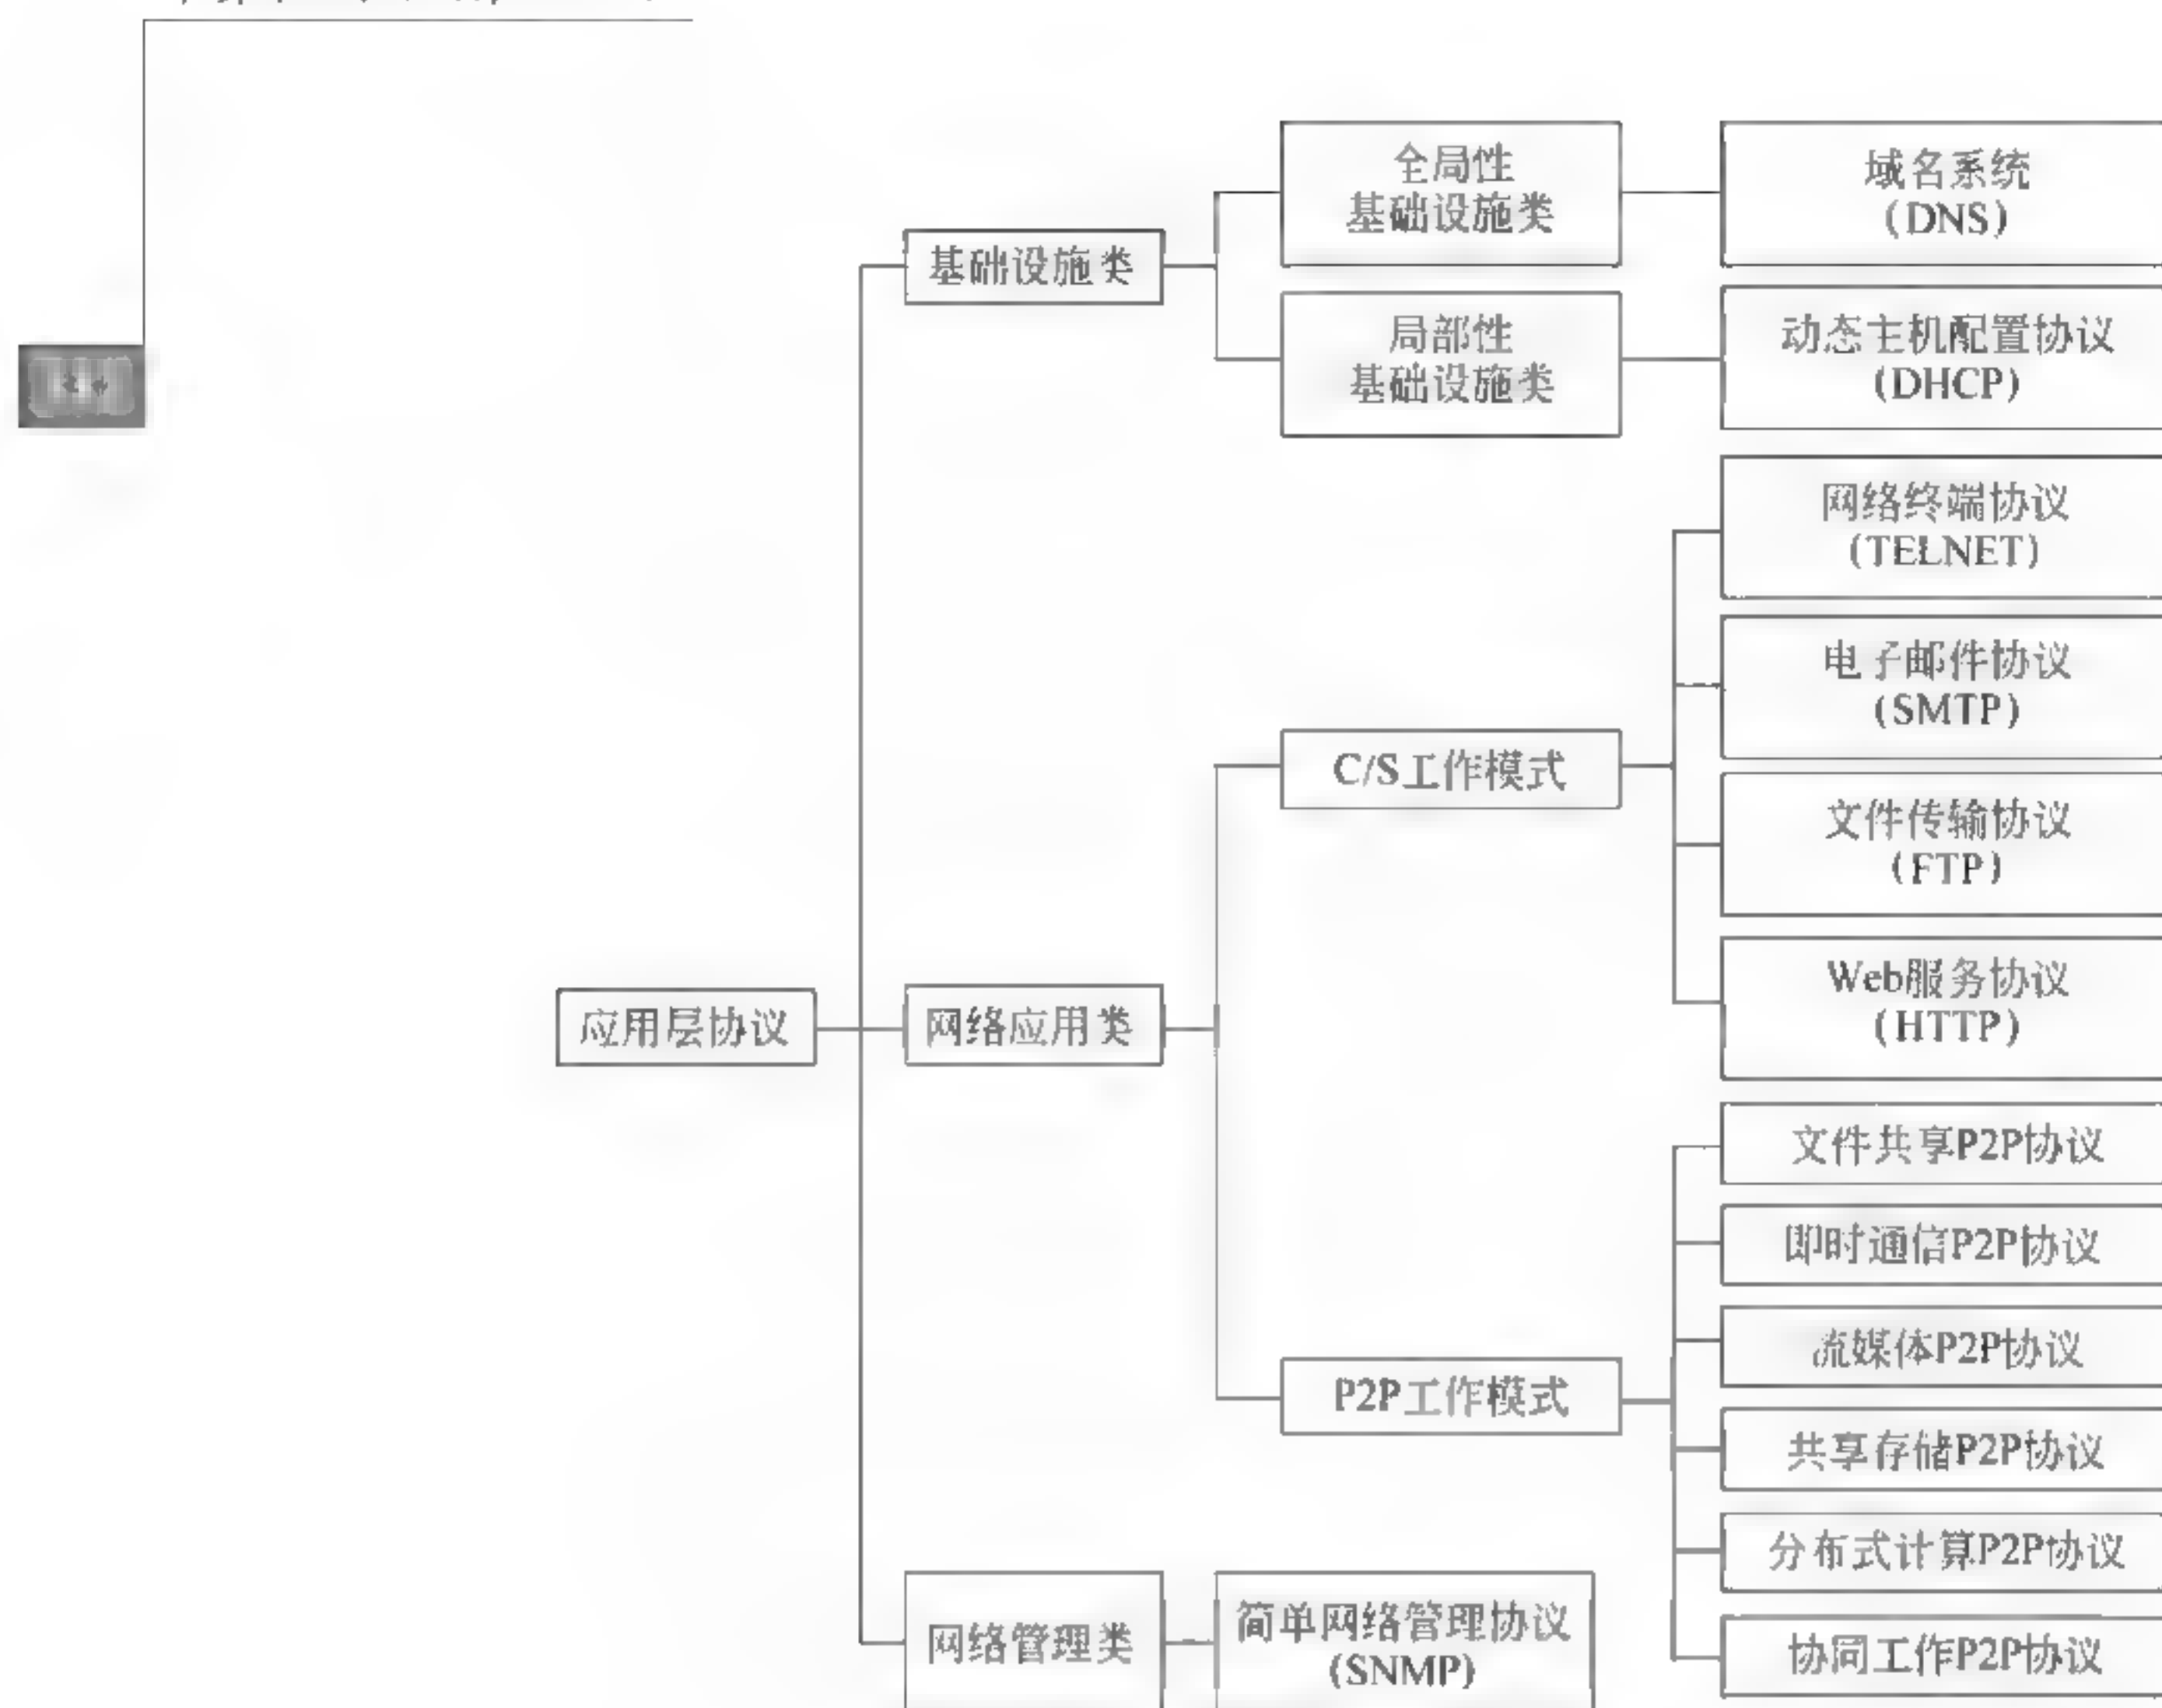 全局性
基础设施类
域名系统
(DNS)
基础设施类
局部性
基础设施类
动态主机配置协议
(DHCP)
网络终端协议
(TELNET)
电子邮件协议
(SMTP)
C/S工作模式
文件传输协议
(FTP)
Web服务协议
(HTTP)
应用层协议
网络应用类
文件共享P2P协议
即时通信P2P协议
流媒体P2P协议
P2P工作模式
共享存储P2P协议
分布式计算P2P协议
网络管理类
简单网络管理协议
(SNMP)
协同工作P2P协议